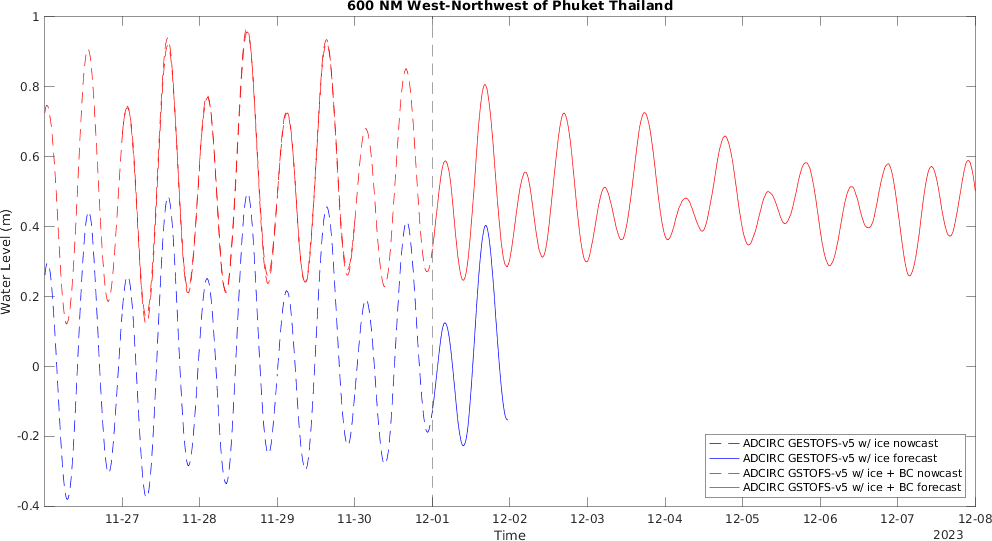 600 NM West-Northwest of Phuket Thailand
1
0.8
0.6
0.4
0.2
0
-0.2
-0.4
Water Level (m)
ADCIRC GESTOFS-v5 w/ ice nowcast
ADCIRC GESTOFS-v5 w/ ice forecast
ADCIRC GSTOFS-v5 w/ ice + BC nowcast
ADCIRC GSTOFS-v5 w/ ice + BC forecast
11-27 11-28 11-29 11-30 12-01 12-02 12-03 12-04 12-05 12-06 12-07 12-08
Time
2023